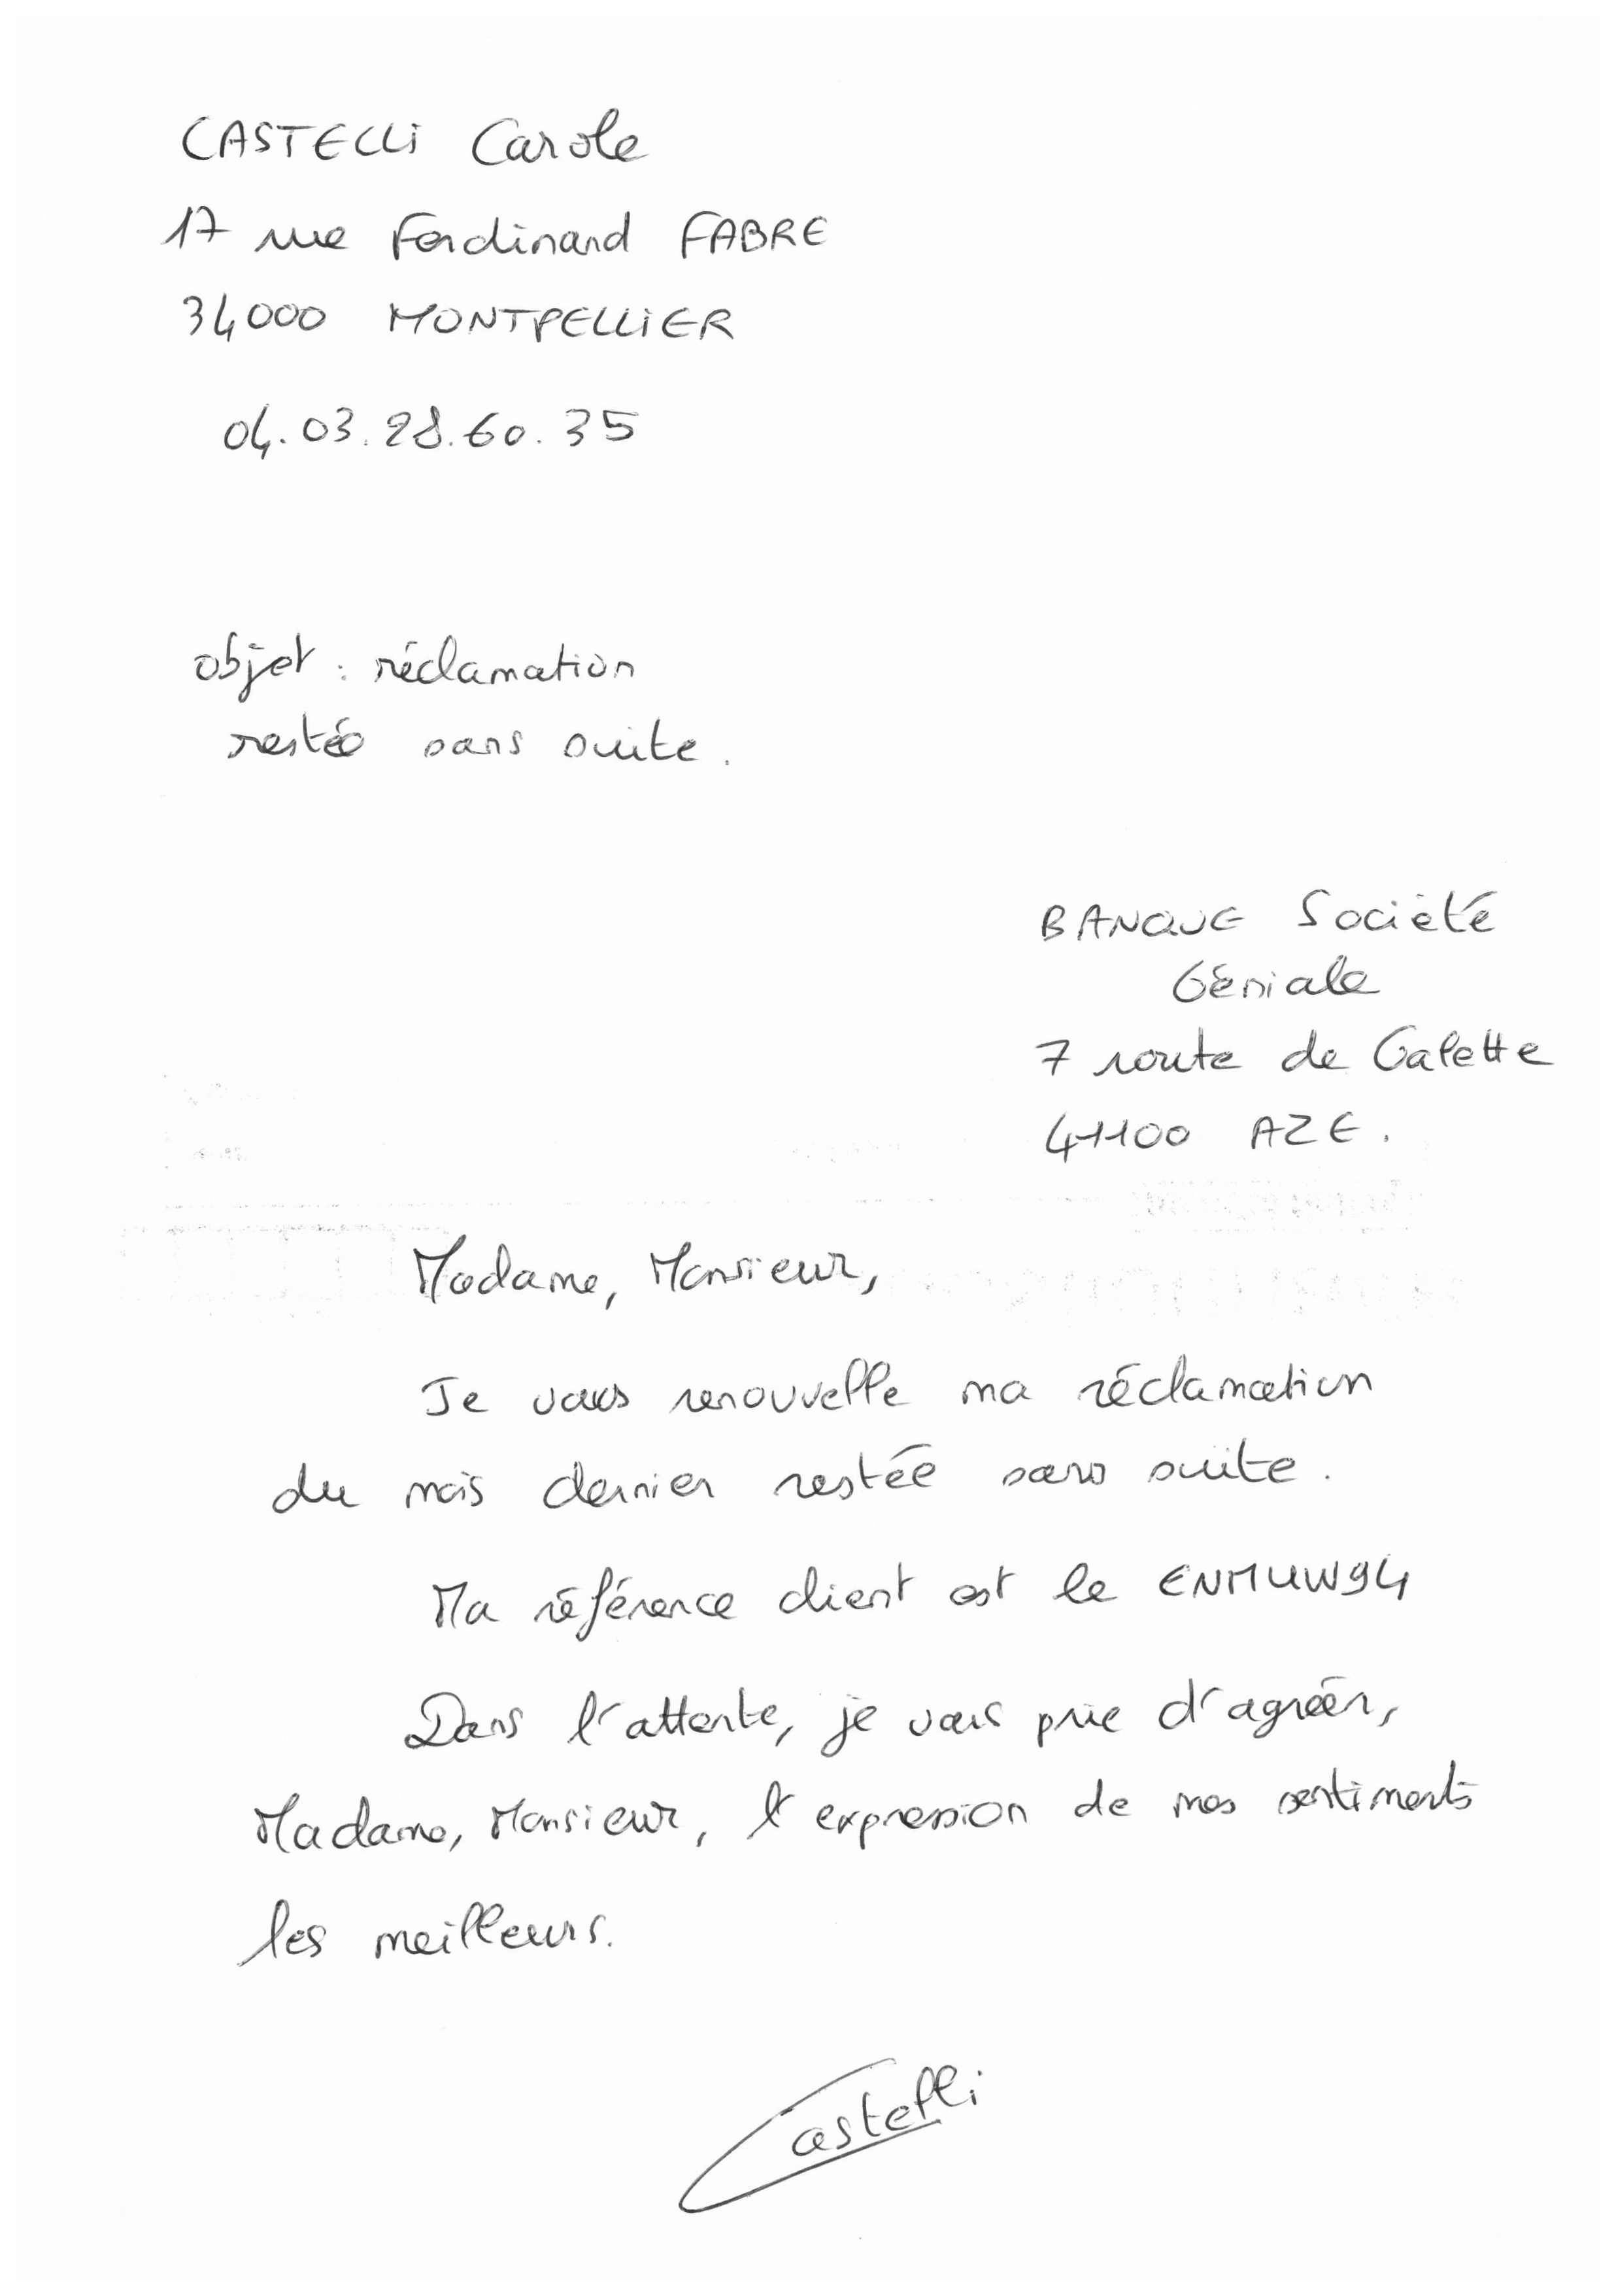 CASTELLI Carole
17 rue Ferdinand FABRE
34000 MONTPELLIER
04.03.28.60.35
objet : réclamation
restée sans suite.
BANQUE Société
Géniale
7 route de Galette
41100 AZE.
Madame, Monsieur,
Je vous renouvelle ma réclamation
du mois dernier restée sans suite.
Ma référence client est le ENMUW94
Dans l'attente, je vous prie d'agréer,
Madame, Monsieur, l'expression de mes sentiments
les meilleurs.
Castelli